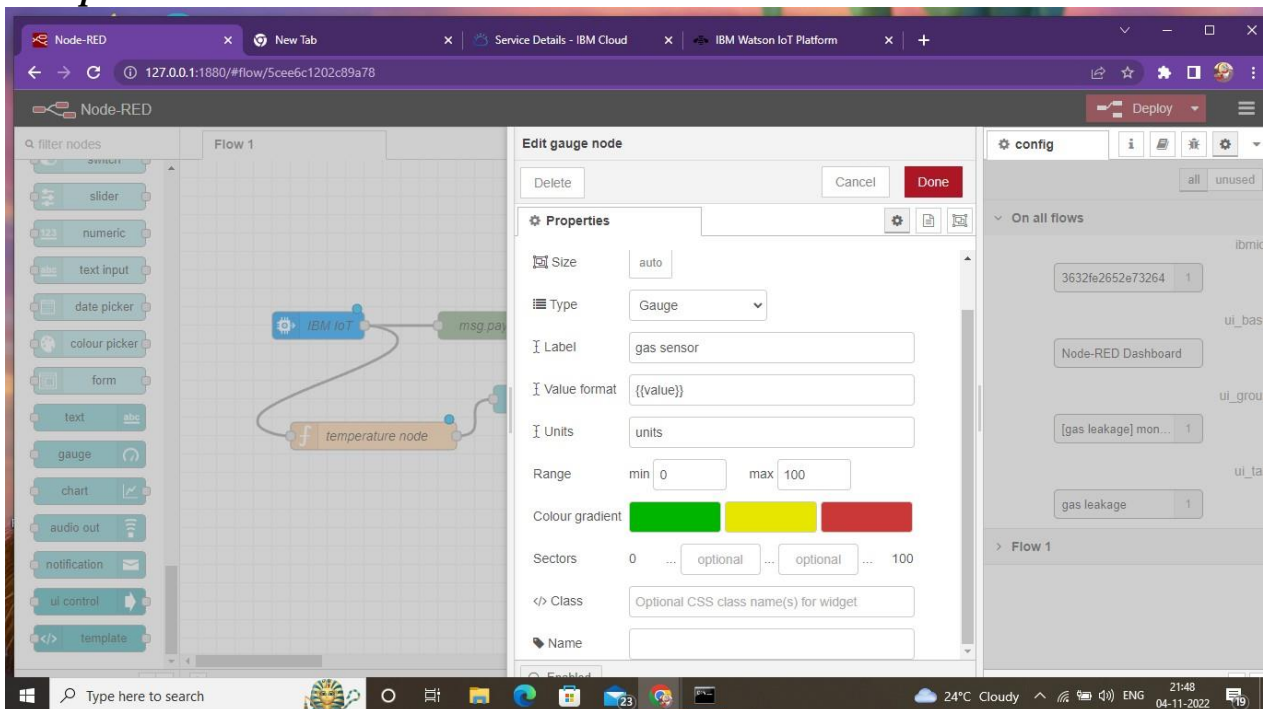 Node-RED
New Tab
Service Details - IBM Cloud
IBM Watson IoT Platform
127.0.0.1:1880/#flow/5cee6c1202c89a78
Node-RED
Deploy
filter nodes
Flow 1
Edit gauge node
config
Delete
Cancel
Done
all
unused
switch
slider
numeric
text input
date picker
colour picker
form
text
abc
gauge
chart
audio out
notification
ui control
template
IBM IoT
msg.pay
temperature node
Properties
Size
auto
Type
Gauge
Label
gas sensor
Value format
{{value}}
Units
units
Range
min 0
max 100
Colour gradient
Sectors
0 ... optional ... optional ... 100
</> Class
Optional CSS class name(s) for widget
Name
On all flows
ibmic
3632fe2652e73264 1
ui_bas
Node-RED Dashboard
ui_grou
[gas leakage] mon... 1
ui_ta
gas leakage 1
Flow 1
Type here to search
23
24°C Cloudy
ENG
21:48
04-11-2022
19